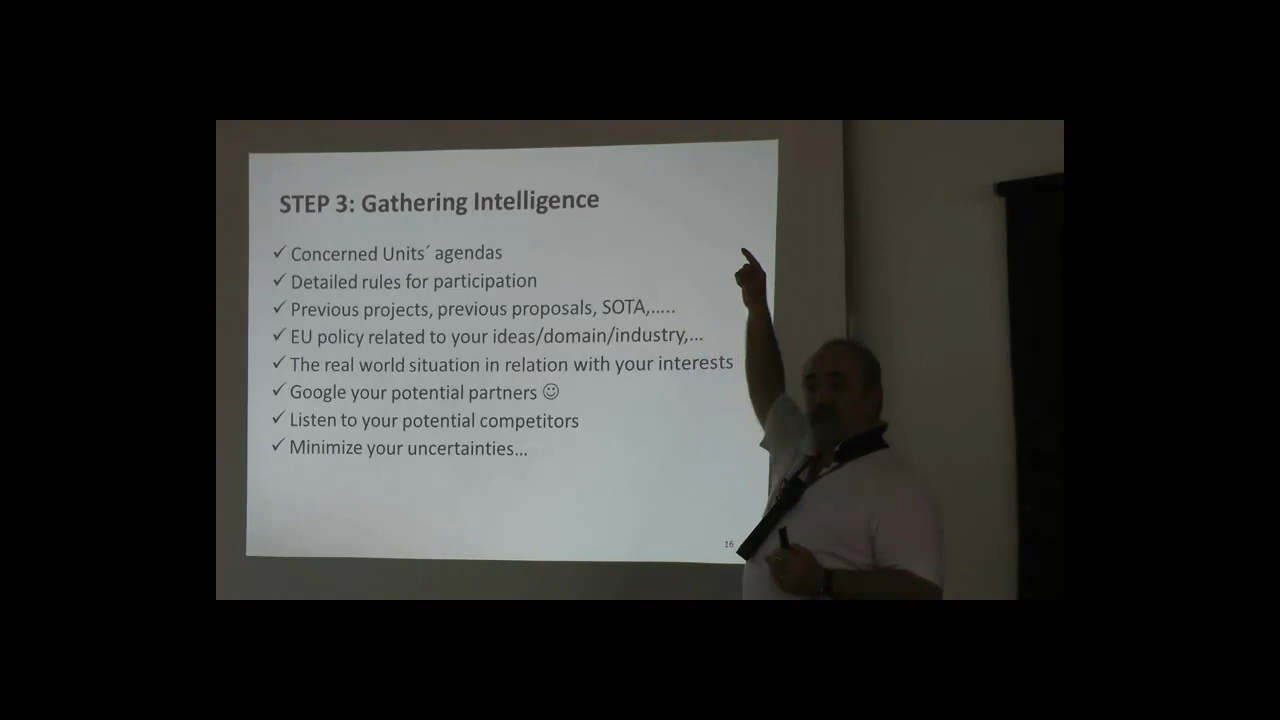 STEP 3: Gathering Intelligence
✓ Concerned Units´ agendas
✓ Detailed rules for participation
✓ Previous projects, previous proposals, SOTA,…..
✓ EU policy related to your ideas/domain/industry,…
✓ The real world situation in relation with your interests
✓ Google your potential partners ☺
✓ Listen to your potential competitors
✓ Minimize your uncertainties…
16